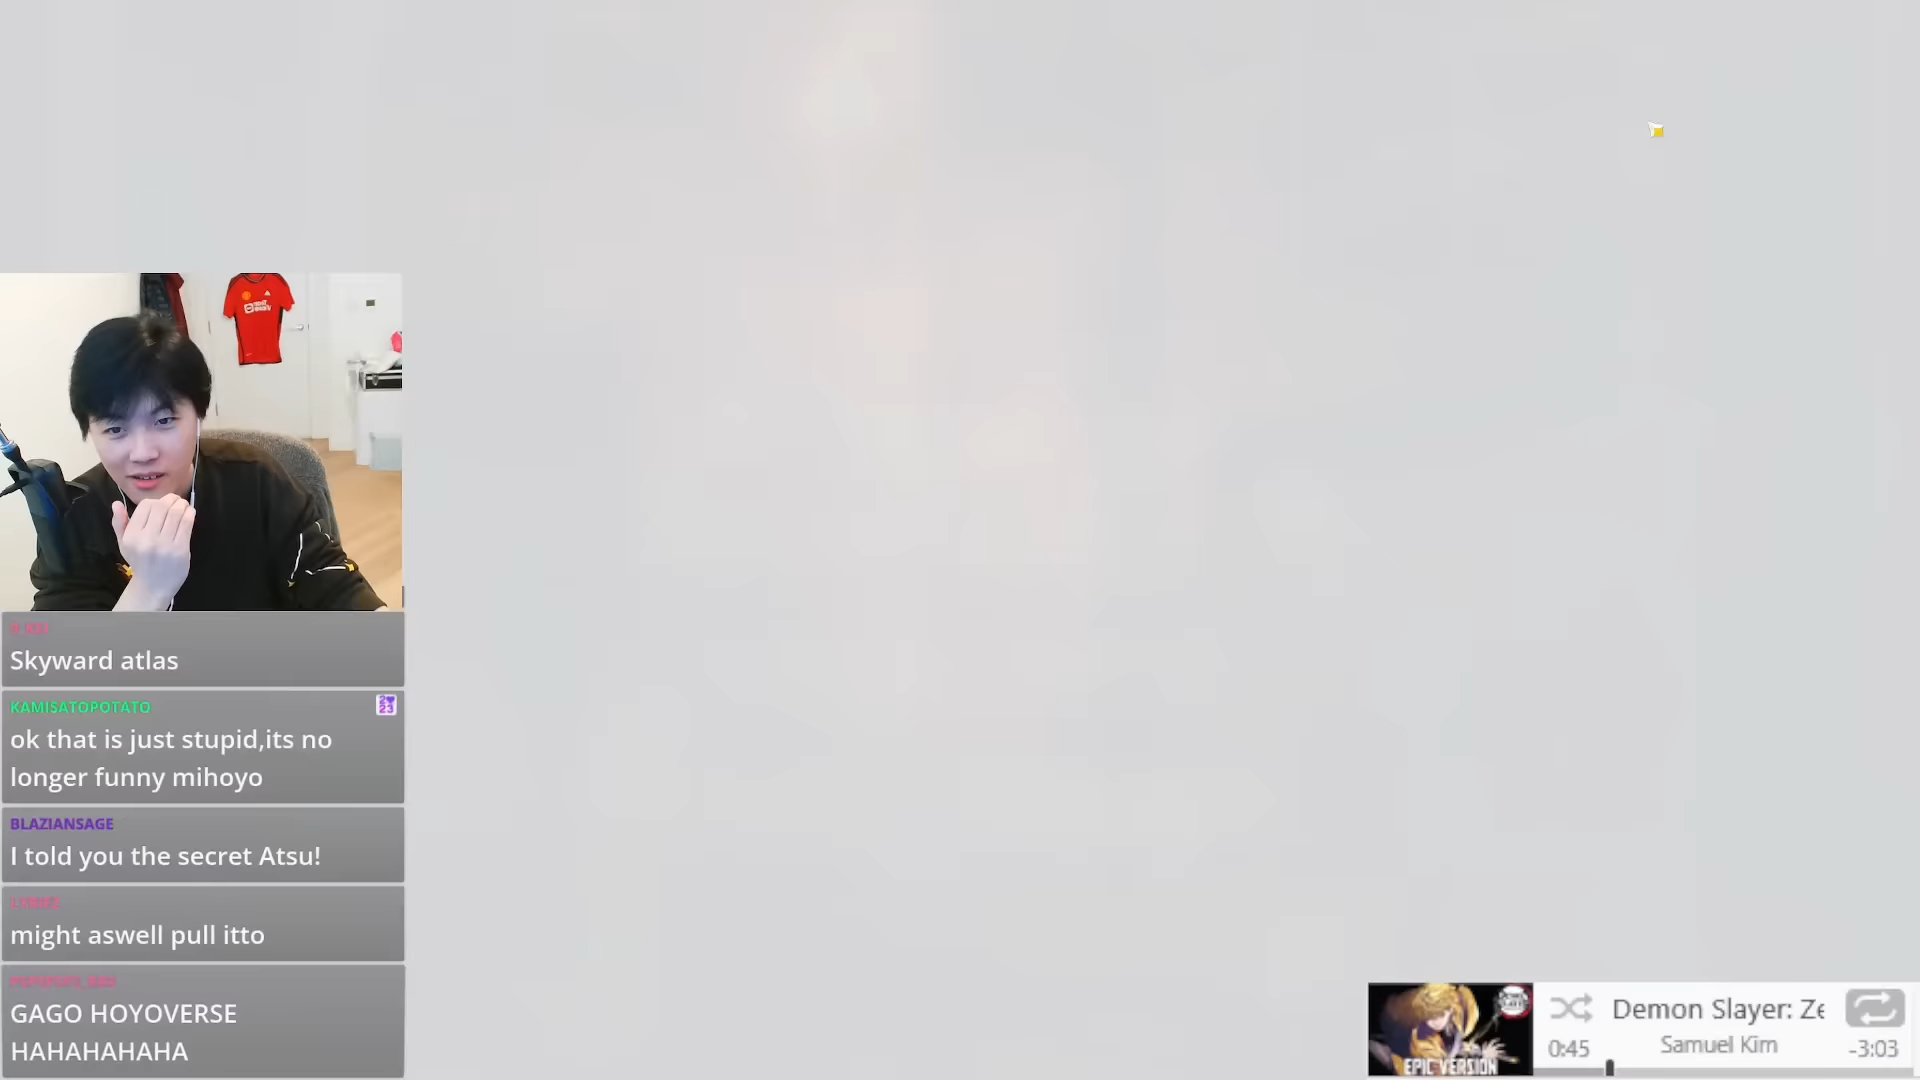 Skyward atlas
KAMISATOPOTATO
ok that is just stupid,its no
longer funny mihoyo
BLAZIANSAGE
I told you the secret Atsu!
might aswell pull itto
GAGO HOYOVERSE
HAHAHAHAHA
EPIC VERSION
Demon Slayer: Ze
Samuel Kim
0:45
-3:03